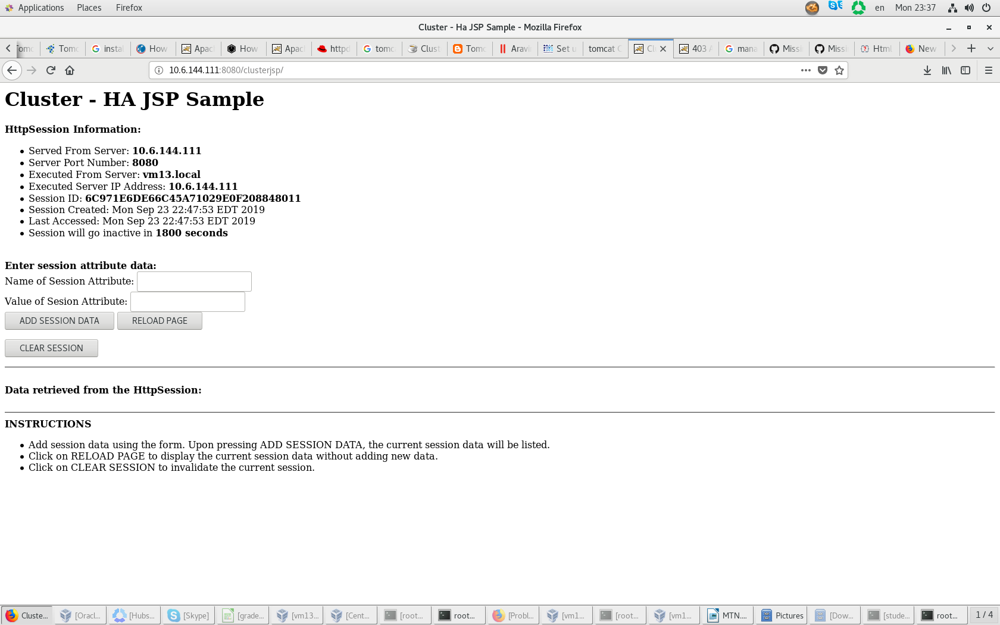 Applications Places Firefox en Mon 23:37
Cluster - Ha JSP Sample - Mozilla Firefox
Tomc instal How Apac How Apac httpd tomc Clust Tomc Aravin Set u tomcat C Cl 403 A mana Missi Missi Html New
10.6.144.111:8080/clusterjsp/
Cluster - HA JSP Sample
HttpSession Information:
• Served From Server: 10.6.144.111
• Server Port Number: 8080
• Executed From Server: vm13.local
• Executed Server IP Address: 10.6.144.111
• Session ID: 6C971E6DE66C45A71029E0F208848011
• Session Created: Mon Sep 23 22:47:53 EDT 2019
• Last Accessed: Mon Sep 23 22:47:53 EDT 2019
• Session will go inactive in 1800 seconds
Enter session attribute data:
Name of Session Attribute:
Value of Sesion Attribute:
ADD SESSION DATA RELOAD PAGE
CLEAR SESSION
Data retrieved from the HttpSession:
INSTRUCTIONS
• Add session data using the form. Upon pressing ADD SESSION DATA, the current session data will be listed.
• Click on RELOAD PAGE to display the current session data without adding new data.
• Click on CLEAR SESSION to invalidate the current session.
Cluste... [Oracl... [Hubs... [Skype] [grade... [vm13... [Cent... [root... root... [Probl... [vm1... [root... [vm1... MTN.... Pictures [Dow... [stude... root... 1 / 4